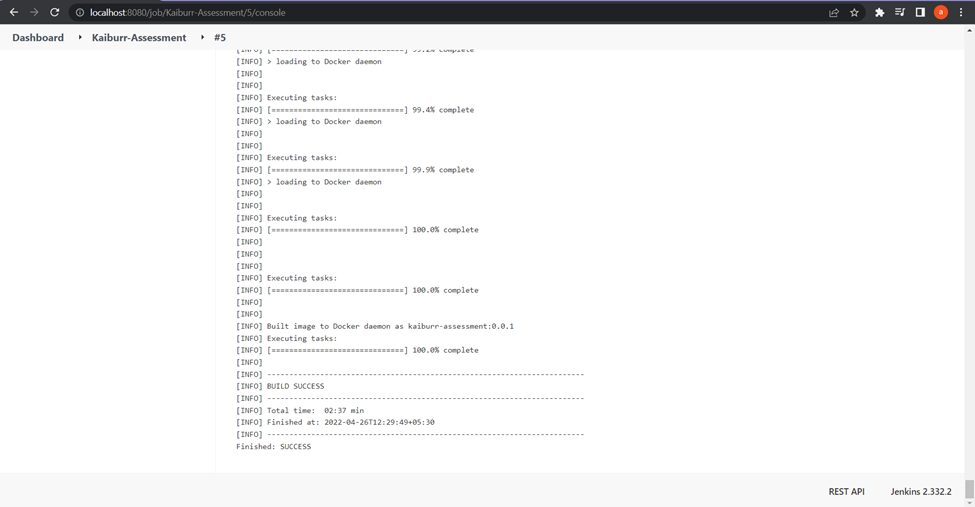 localhost:8080/job/Kaiburr-Assessment/5/console
a
Dashboard Kaiburr-Assessment #5
[INFO] [==============================] 99.2% complete
[INFO] > loading to Docker daemon
[INFO]
[INFO]
[INFO] Executing tasks:
[INFO] [==============================] 99.4% complete
[INFO] > loading to Docker daemon
[INFO]
[INFO]
[INFO] Executing tasks:
[INFO] [==============================] 99.9% complete
[INFO] > loading to Docker daemon
[INFO]
[INFO]
[INFO] Executing tasks:
[INFO] [==============================] 100.0% complete
[INFO]
[INFO]
[INFO]
[INFO] Executing tasks:
[INFO] [==============================] 100.0% complete
[INFO]
[INFO]
[INFO] Built image to Docker daemon as kaiburr-assessment:0.0.1
[INFO] Executing tasks:
[INFO] [==============================] 100.0% complete
[INFO]
[INFO] ------------------------------------------------------------------------
[INFO] BUILD SUCCESS
[INFO] ------------------------------------------------------------------------
[INFO] Total time:  02:37 min
[INFO] Finished at: 2022-04-26T12:29:49+05:30
[INFO] ------------------------------------------------------------------------
Finished: SUCCESS
REST API Jenkins 2.332.2